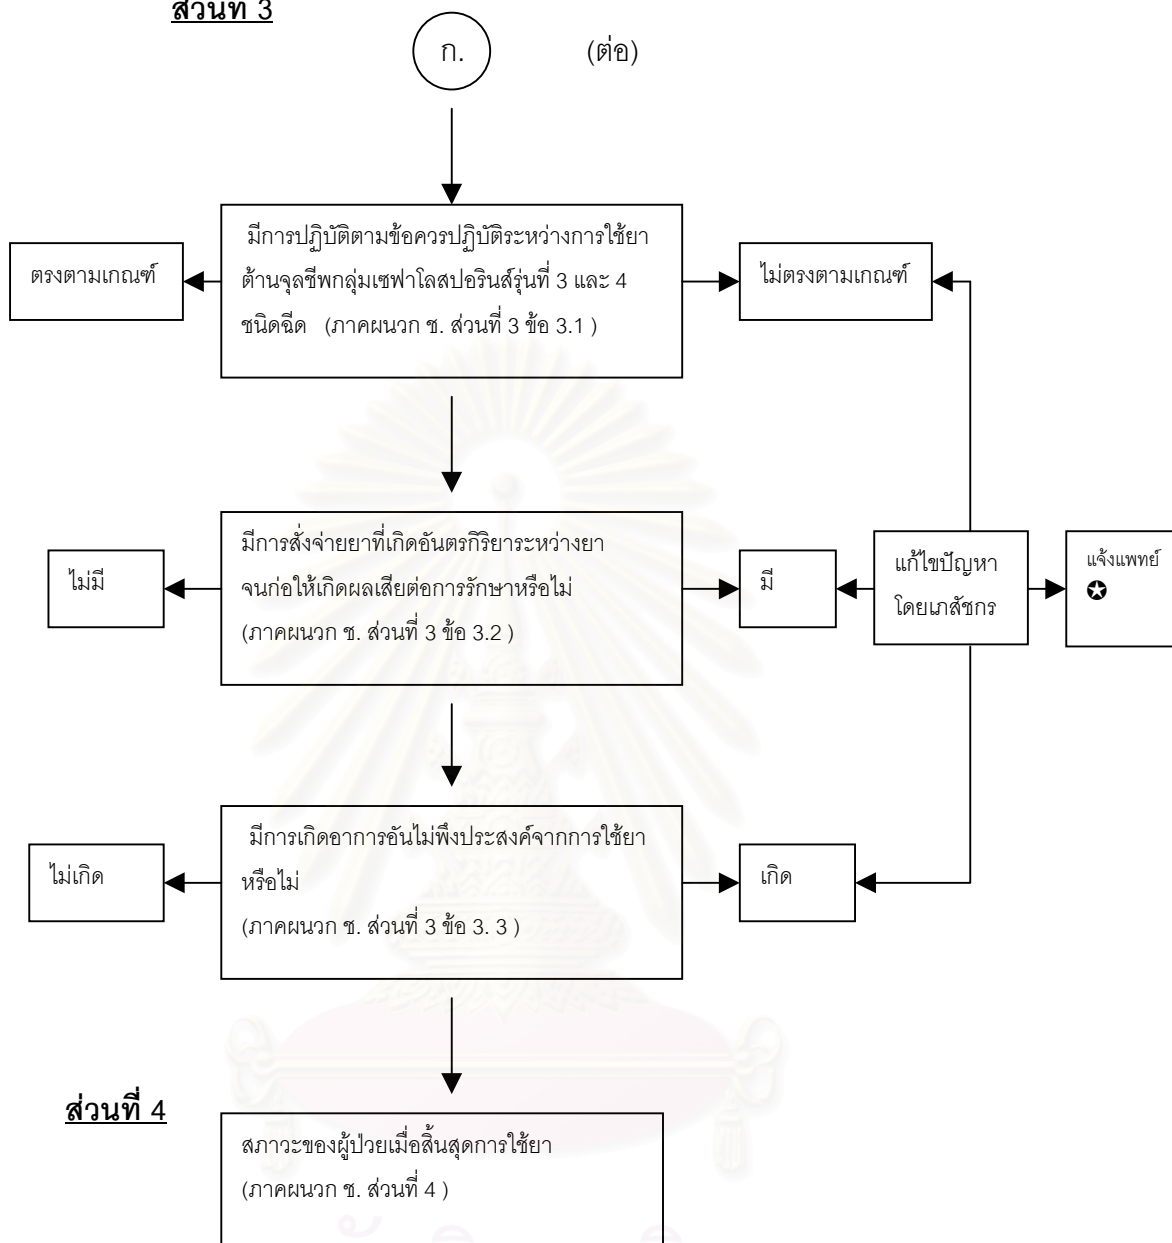 ส่วนที่ 3
ก.
(ต่อ)
มีการปฏิบัติตามข้อควรปฏิบัติระหว่างการใช้ยา
ด้านจุลชีพกลุ่มเซฟาโลสปอรินส์รุ่นที่ 3 และ 4
ชนิดฉีด (ภาคผนวก ช. ส่วนที่ 3 ข้อ 3.1 )
ตรงตามเกณฑ์
ไม่ตรงตามเกณฑ์
มีการสั่งจ่ายยาที่เกิดอันตรกิริยาระหว่างยา
จนก่อให้เกิดผลเสียต่อการรักษาหรือไม่
(ภาคผนวก ช. ส่วนที่ 3 ข้อ 3.2 )
ไม่มี
มี
แก้ไขปัญหา
โดยเภสัชกร
แจ้งแพทย์
✪
มีการเกิดอาการอันไม่พึงประสงค์จากการใช้ยา
หรือไม่
(ภาคผนวก ช. ส่วนที่ 3 ข้อ 3. 3 )
ไม่เกิด
เกิด
ส่วนที่ 4
สภาวะของผู้ป่วยเมื่อสิ้นสุดการใช้ยา
(ภาคผนวก ช. ส่วนที่ 4 )